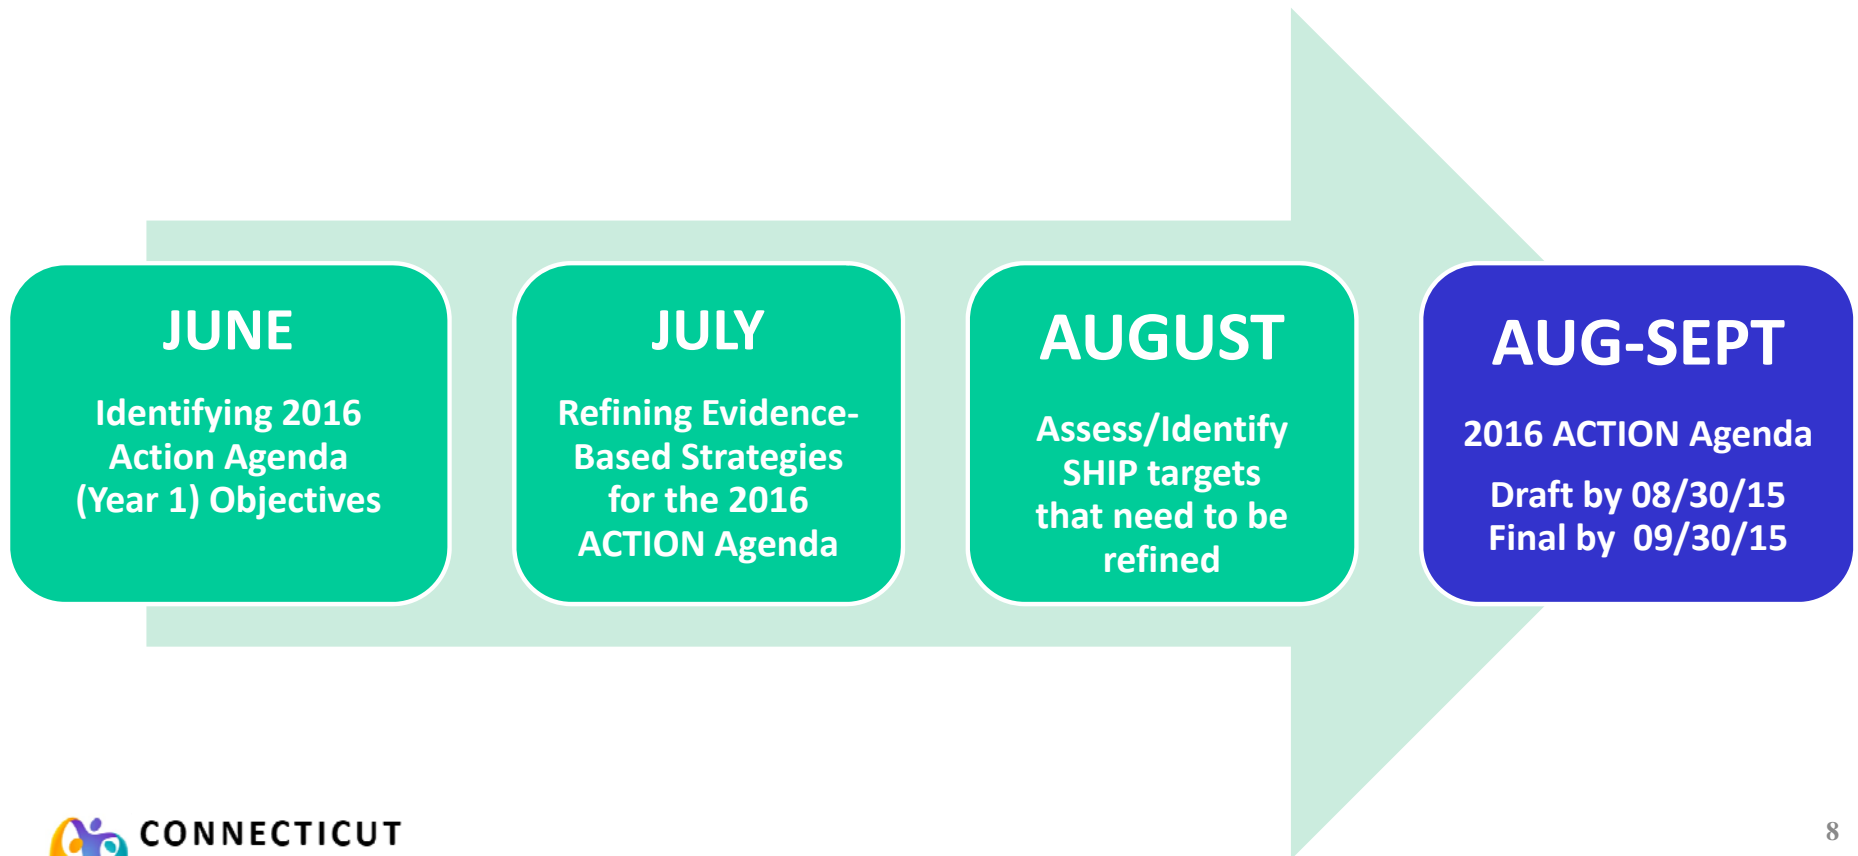 JUNE
Identifying 2016
Action Agenda
(Year 1) Objectives
JULY
Refining Evidence-
Based Strategies
for the 2016
ACTION Agenda
AUGUST
Assess/Identify
SHIP targets
that need to be
refined
AUG-SEPT
2016 ACTION Agenda
Draft by 08/30/15
Final by 09/30/15
CONNECTICUT
8